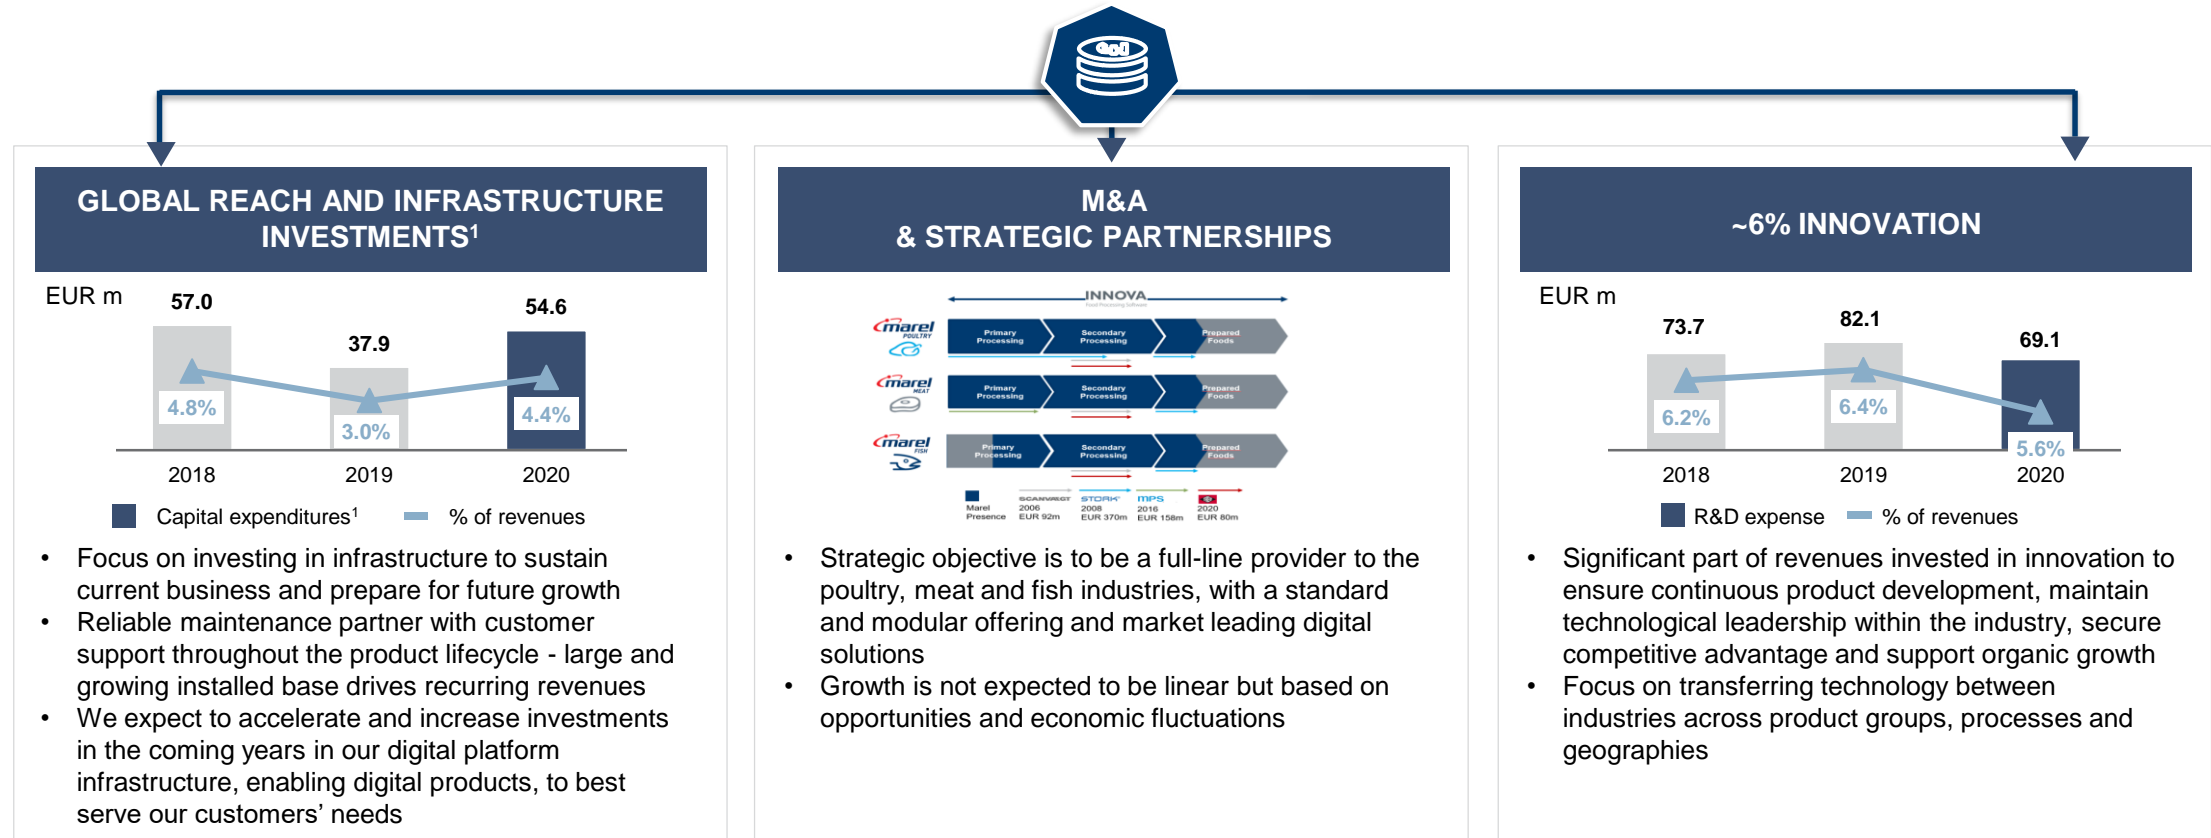 GLOBAL REACH AND INFRASTRUCTURE
INVESTMENTS¹
EUR m
57.0
37.9
54.6
4.8%
3.0%
4.4%
2018
2019
2020
Capital expenditures¹
% of revenues
• Focus on investing in infrastructure to sustain
current business and prepare for future growth
• Reliable maintenance partner with customer
support throughout the product lifecycle - large and
growing installed base drives recurring revenues
• We expect to accelerate and increase investments
in the coming years in our digital platform
infrastructure, enabling digital products, to best
serve our customers’ needs
M&A
& STRATEGIC PARTNERSHIPS
INNOVA
Food Processing Software
marel
POULTRY
Primary
Processing
Secondary
Processing
Prepared
Foods
marel
MEAT
Primary
Processing
Secondary
Processing
Prepared
Foods
marel
FISH
Primary
Processing
Secondary
Processing
Prepared
Foods
Marel
Presence
SCANVÆGT
2006
EUR 92m
STORK
2008
EUR 370m
MPS
2016
EUR 158m
2020
EUR 80m
• Strategic objective is to be a full-line provider to the
poultry, meat and fish industries, with a standard
and modular offering and market leading digital
solutions
• Growth is not expected to be linear but based on
opportunities and economic fluctuations
~6% INNOVATION
EUR m
73.7
82.1
69.1
6.2%
6.4%
5.6%
2018
2019
2020
R&D expense
% of revenues
• Significant part of revenues invested in innovation to
ensure continuous product development, maintain
technological leadership within the industry, secure
competitive advantage and support organic growth
• Focus on transferring technology between
industries across product groups, processes and
geographies